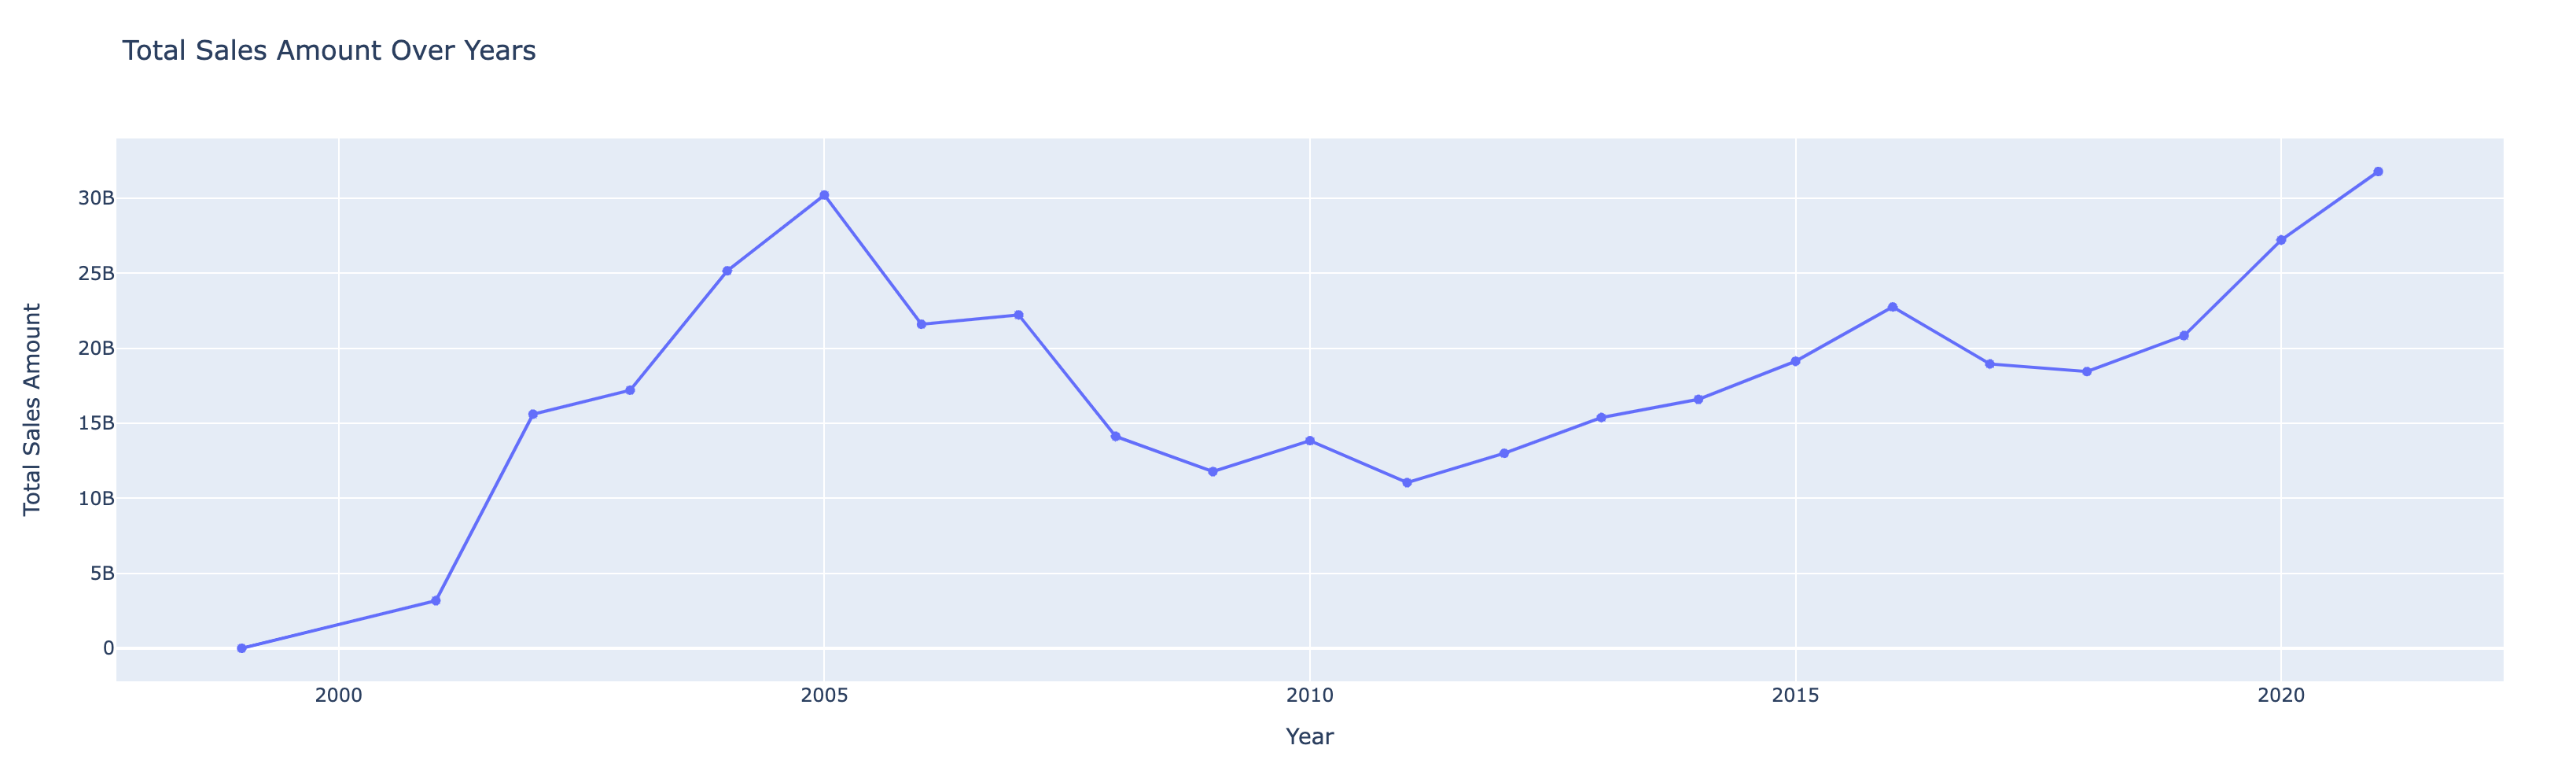 Total Sales Amount Over Years
30B
25B
20B
15B
10B
5B
0
Total Sales Amount
2000 2005 2010 2015 2020
Year